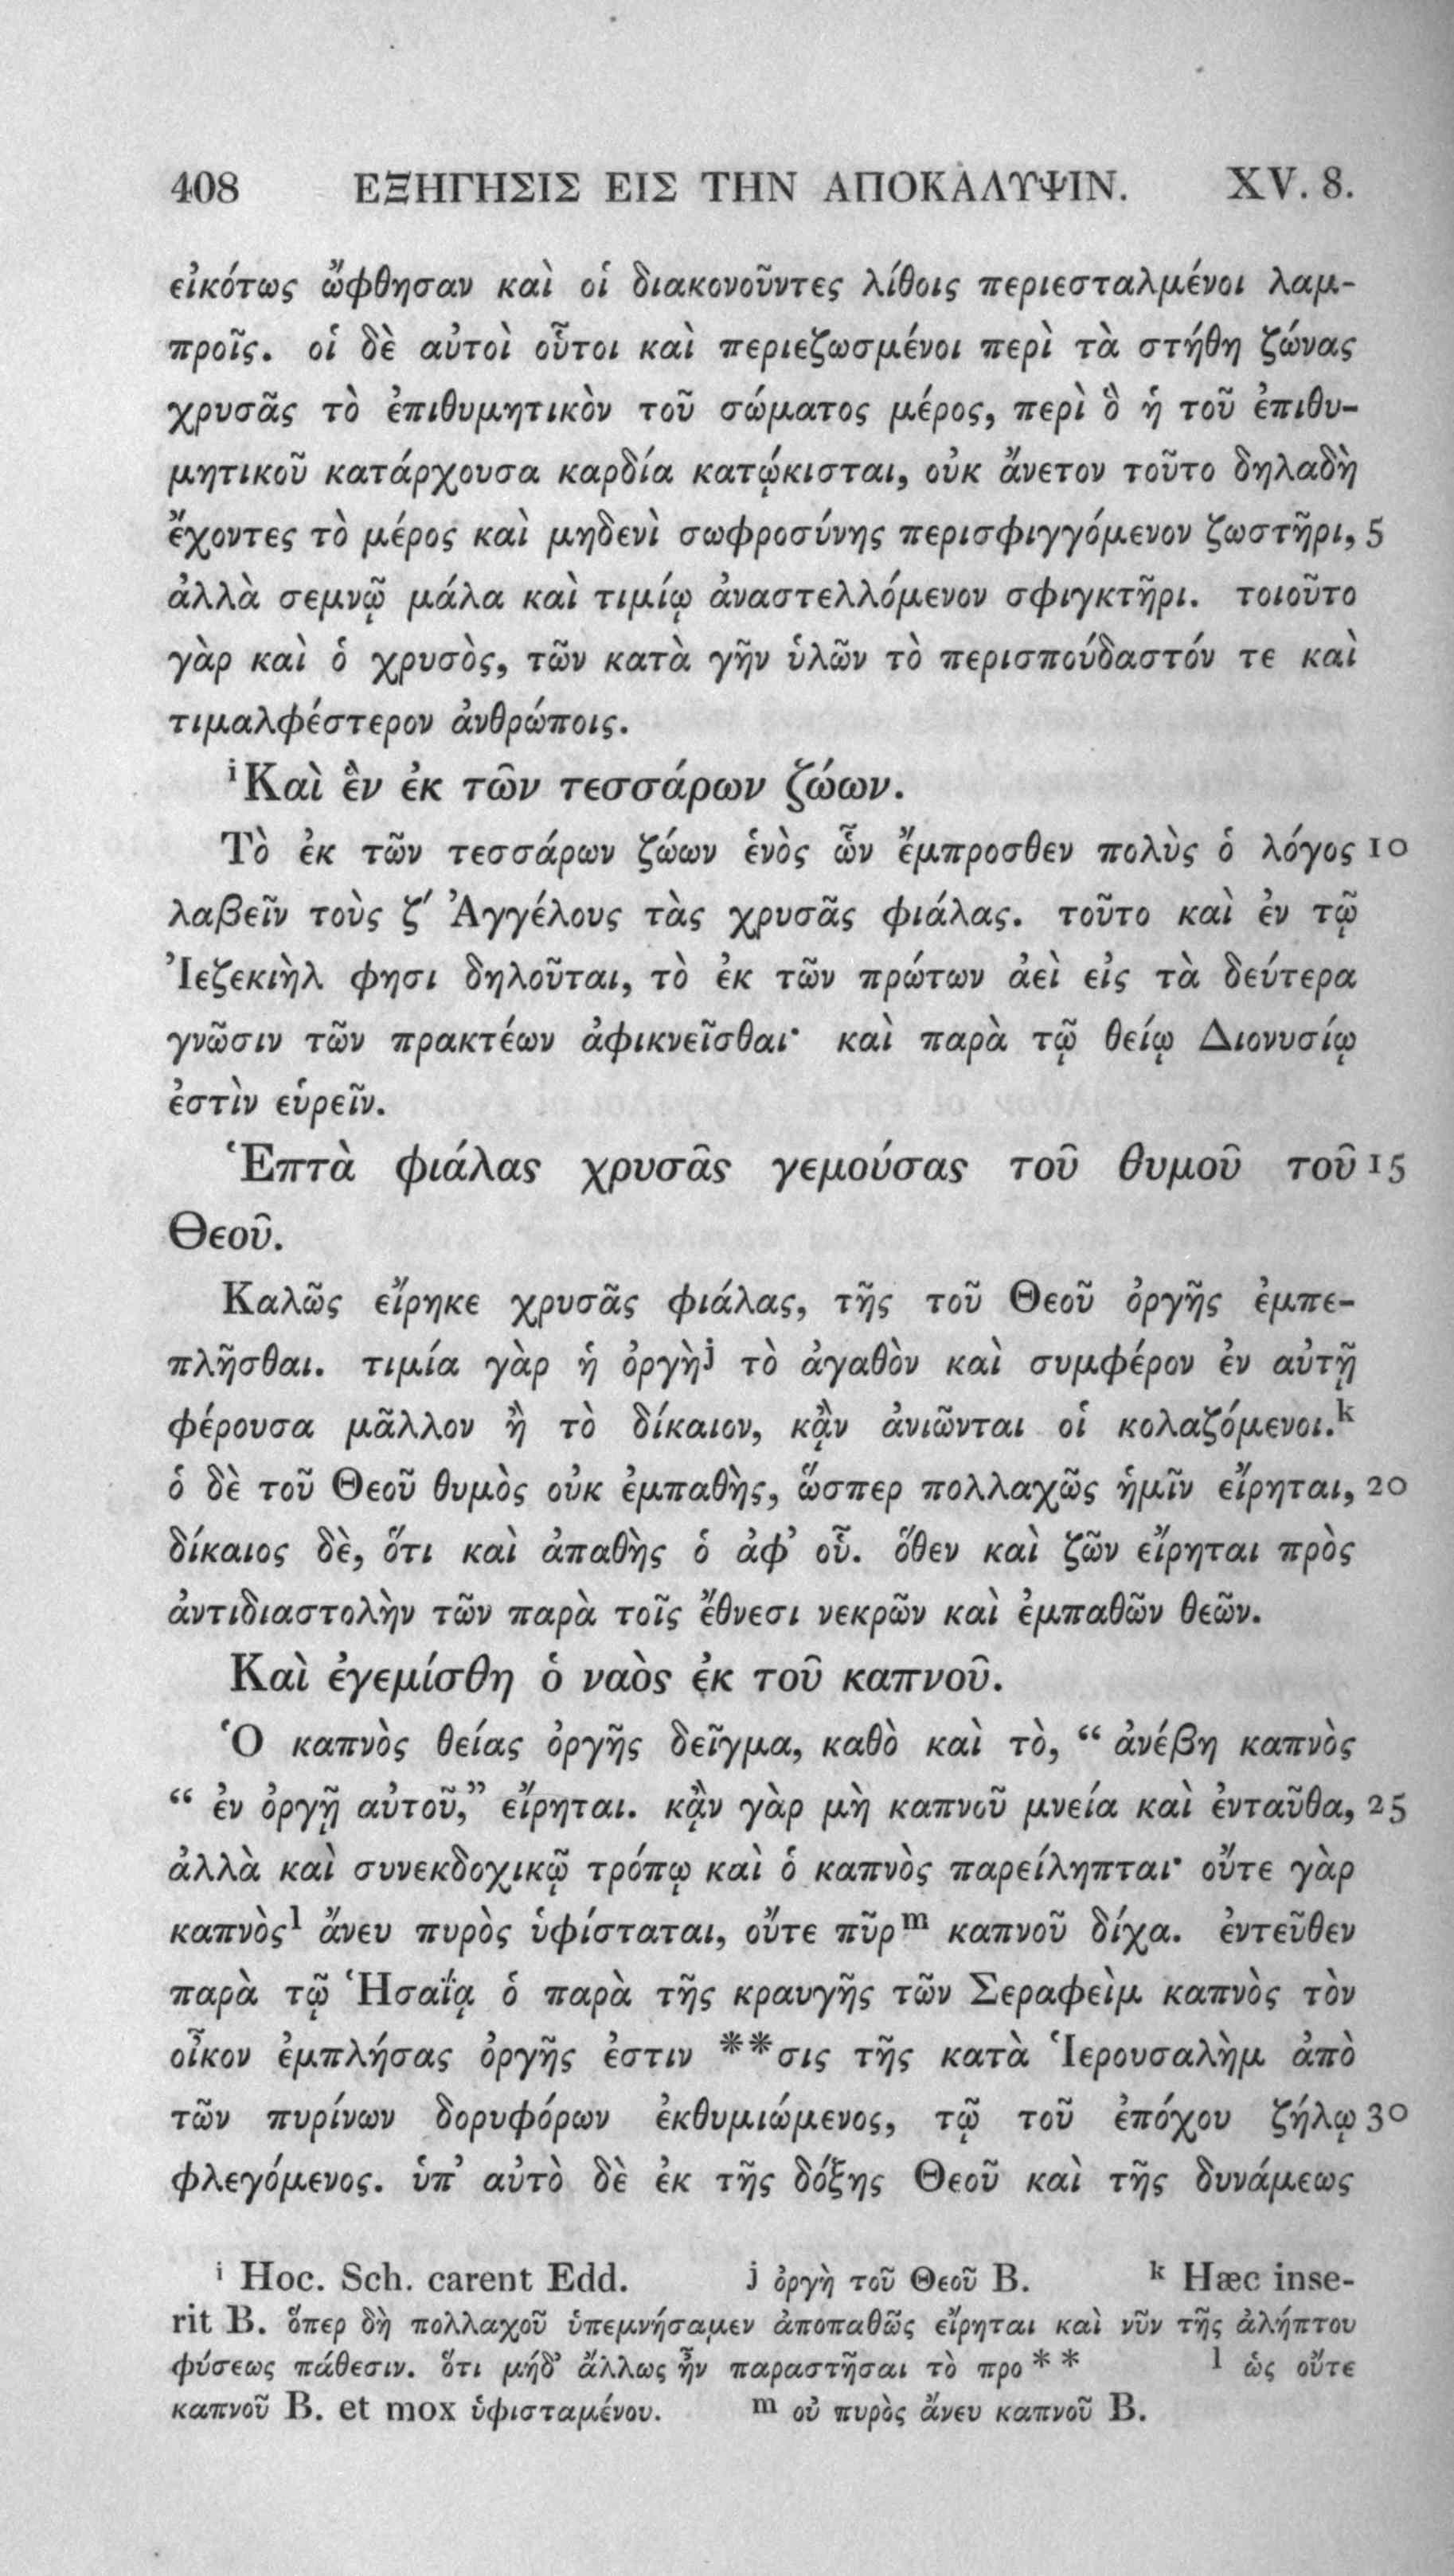 408 ΕΞΗΓΗΣΙΣ ΕΙΣ ΤΗΝ ΑΠΟΚΑΛΥΨΙΝ. XV. 8.
εἰκότως ὤφθησαν καὶ οἱ διακονοῦντες λίθοις περιεσταλμένοι λαμ-
προῖς. οἱ δὲ αὐτοὶ οὗτοι καὶ περιεζωσμένοι περὶ τὰ στήθη ζώνας
χρυσᾶς τὸ ἐπιθυμητικὸν τοῦ σώματος μέρος, περὶ ὃ ἡ τοῦ ἐπιθυ-
μητικοῦ κατάρχουσα καρδία κατῴκισται, οὐκ ἄνετον τοῦτο δηλαδὴ
ἔχοντες τὸ μέρος καὶ μηδενὶ σωφροσύνης περισφιγγόμενον ζωστῆρι, 5
ἀλλὰ σεμνῷ μάλα καὶ τιμίῳ ἀναστελλόμενον σφιγκτῆρι. τοιοῦτο
γὰρ καὶ ὁ χρυσὸς, τῶν κατὰ γῆν ὑλῶν τὸ περισπούδαστόν τε καὶ
τιμαλφέστερον ἀνθρώποις.
i Καὶ ἓν ἐκ τῶν τεσσάρων ζώων.
Τὸ ἐκ τῶν τεσσάρων ζώων ἑνὸς ὧν ἔμπροσθεν πολὺς ὁ λόγος 10
λαβεῖν τοὺς ζ′ Ἀγγέλους τὰς χρυσᾶς φιάλας. τοῦτο καὶ ἐν τῷ
Ἰεζεκιὴλ φησι δηλοῦται, τὸ ἐκ τῶν πρώτων ἀεὶ εἰς τὰ δεύτερα
γνῶσιν τῶν πρακτέων ἀφικνεῖσθαι· καὶ παρὰ τῷ θείῳ Διονυσίῳ
ἐστὶν εὑρεῖν.
Ἑπτὰ φιάλας χρυσᾶς γεμούσας τοῦ θυμοῦ τοῦ 15
Θεοῦ.
Καλῶς εἴρηκε χρυσᾶς φιάλας, τῆς τοῦ Θεοῦ ὀργῆς ἐμπε-
πλῆσθαι. τιμία γὰρ ἡ ὀργὴ j τὸ ἀγαθὸν καὶ συμφέρον ἐν αὐτῇ
φέρουσα μᾶλλον ἢ τὸ δίκαιον, κᾂν ἀνιῶνται οἱ κολαζόμενοι. k
ὁ δὲ τοῦ Θεοῦ θυμὸς οὐκ ἐμπαθὴς, ὥσπερ πολλαχῶς ἡμῖν εἴρηται, 20
δίκαιος δὲ, ὅτι καὶ ἀπαθὴς ὁ ἀφ’ οὗ. ὅθεν καὶ ζῶν εἴρηται πρὸς
ἀντιδιαστολὴν τῶν παρὰ τοῖς ἔθνεσι νεκρῶν καὶ ἐμπαθῶν θεῶν.
Καὶ ἐγεμίσθη ὁ ναὸς ἐκ τοῦ καπνοῦ.
Ὁ καπνὸς θείας ὀργῆς δεῖγμα, καθὸ καὶ τὸ, “ ἀνέβη καπνὸς
“ ἐν ὀργῇ αὐτοῦ,” εἴρηται. κᾂν γὰρ μὴ καπνοῦ μνεία καὶ ἐνταῦθα, 25
ἀλλὰ καὶ συνεκδοχικῷ τρόπῳ καὶ ὁ καπνὸς παρείληπται· οὔτε γὰρ
καπνὸς l ἄνευ πυρὸς ὑφίσταται, οὔτε πῦρ m καπνοῦ δίχα. ἐντεῦθεν
παρὰ τῷ Ἡσαΐᾳ ὁ παρὰ τῆς κραυγῆς τῶν Σεραφεὶμ καπνὸς τὸν
οἶκον ἐμπλήσας ὀργῆς ἐστιν **σις τῆς κατὰ Ἱερουσαλὴμ ἀπὸ
τῶν πυρίνων δορυφόρων ἐκθυμιώμενος, τῷ τοῦ ἐπόχου ζήλῳ 30
φλεγόμενος. ὑπ’ αὐτὸ δὲ ἐκ τῆς δόξης Θεοῦ καὶ τῆς δυνάμεως
i Hoc. Sch. carent Edd. j ὀργὴ τοῦ Θεοῦ B. k Hæc inse-
rit B. ὅπερ δὴ πολλαχοῦ ὑπεμνήσαμεν ἀποπαθῶς εἴρηται καὶ νῦν τῆς ἀλήπτου
φύσεως πάθεσιν. ὅτι μήδ’ ἄλλως ἦν παραστῆσαι τὸ προ ** l ὡς οὔτε
καπνοῦ B. et mox ὑφισταμένου. m οὐ πυρὸς ἄνευ καπνοῦ B.